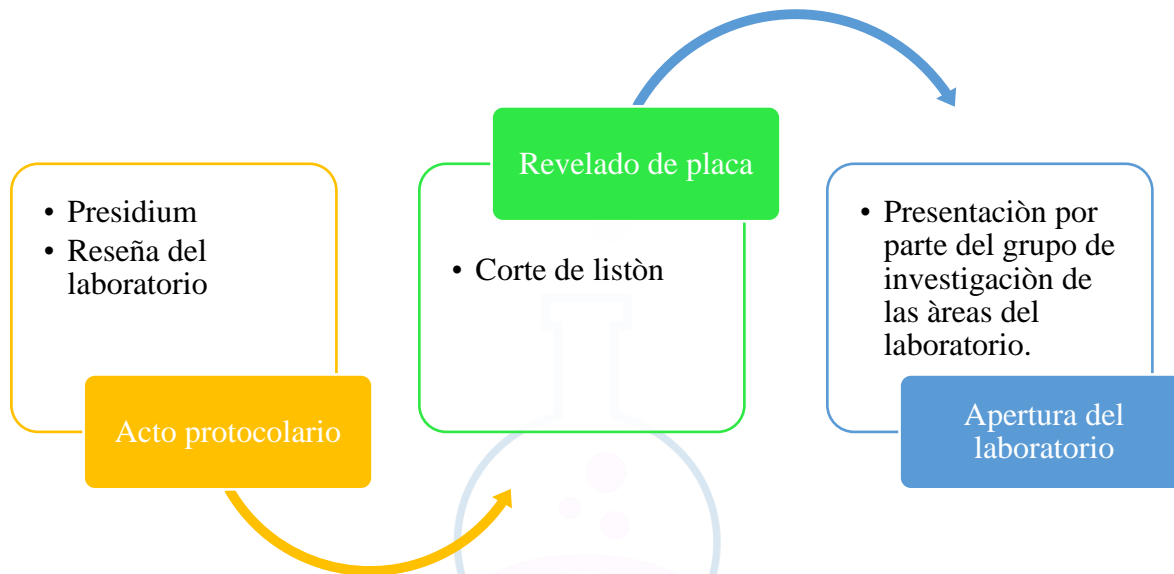 • Presidium
• Reseña del
laboratorio
Acto protocolario
Revelado de placa
• Corte de listòn
• Presentaciòn por
parte del grupo de
investigaciòn de
las àreas del
laboratorio.
Apertura del
laboratorio